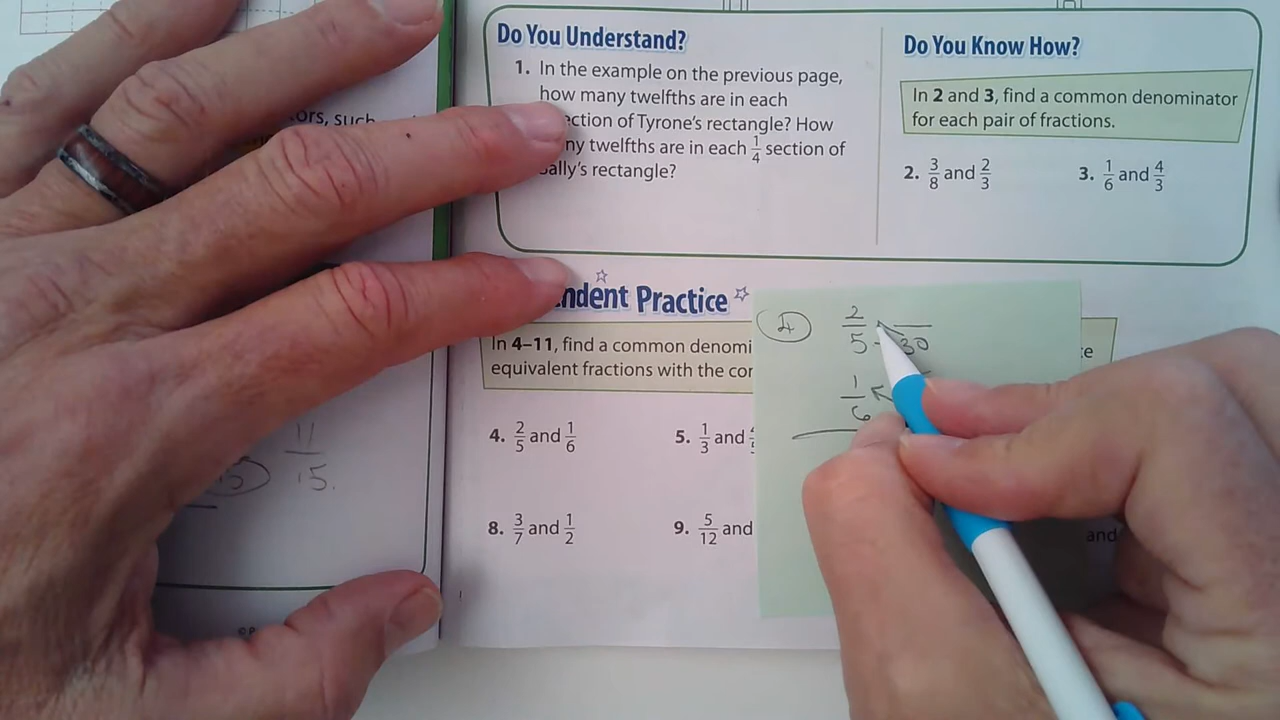 ors, such
11
15
15.
Do You Understand?
1. In the example on the previous page,
how many twelfths are in each
ection of Tyrone's rectangle? How
ny twelfths are in each 1/4 section of
ally's rectangle?
Do You Know How?
In 2 and 3, find a common denominator
for each pair of fractions.
2. 3/8 and 2/3
3. 1/6 and 4/3
ndent Practice
In 4–11, find a common denomi
equivalent fractions with the cor
4. 2/5 and 1/6
5. 1/3 and
8. 3/7 and 1/2
9. 5/12 and
and
4
2/5
30
1/6